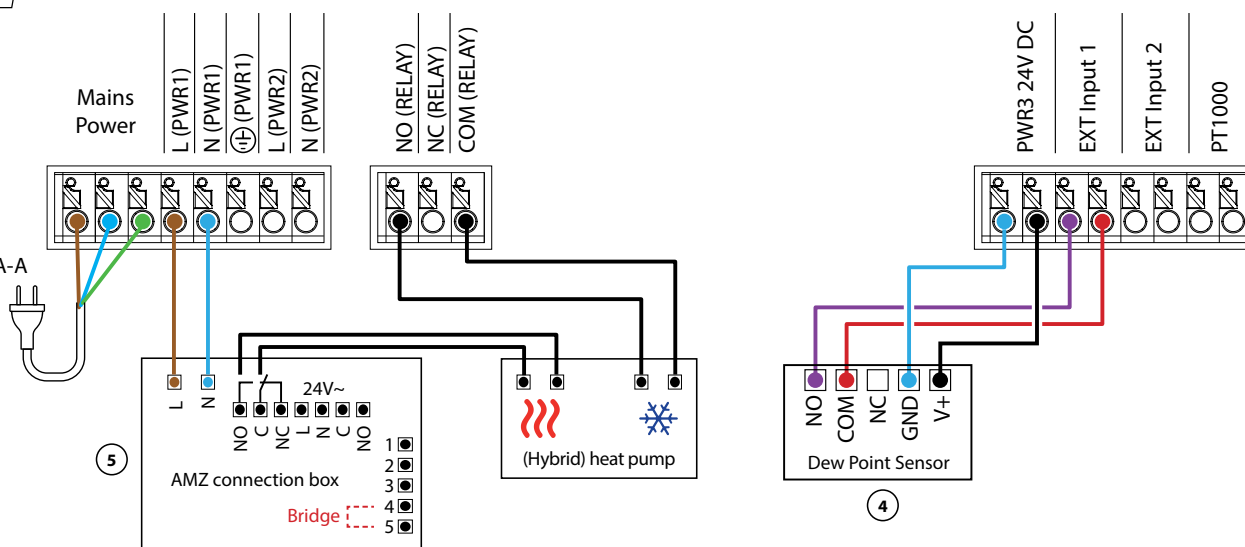 Mains
Power
L (PWR1)
N (PWR1)
(PWR1)
L (PWR2)
N (PWR2)
NO (RELAY)
NC (RELAY)
COM (RELAY)
PWR3 24V DC
EXT Input 1
EXT Input 2
PT1000
A-A
L
N
24V~
NO
C
NC
L
N
C
NO
1
2
3
4
5
AMZ connection box
Bridge
5
(Hybrid) heat pump
NO
COM
NC
GND
V+
Dew Point Sensor
4